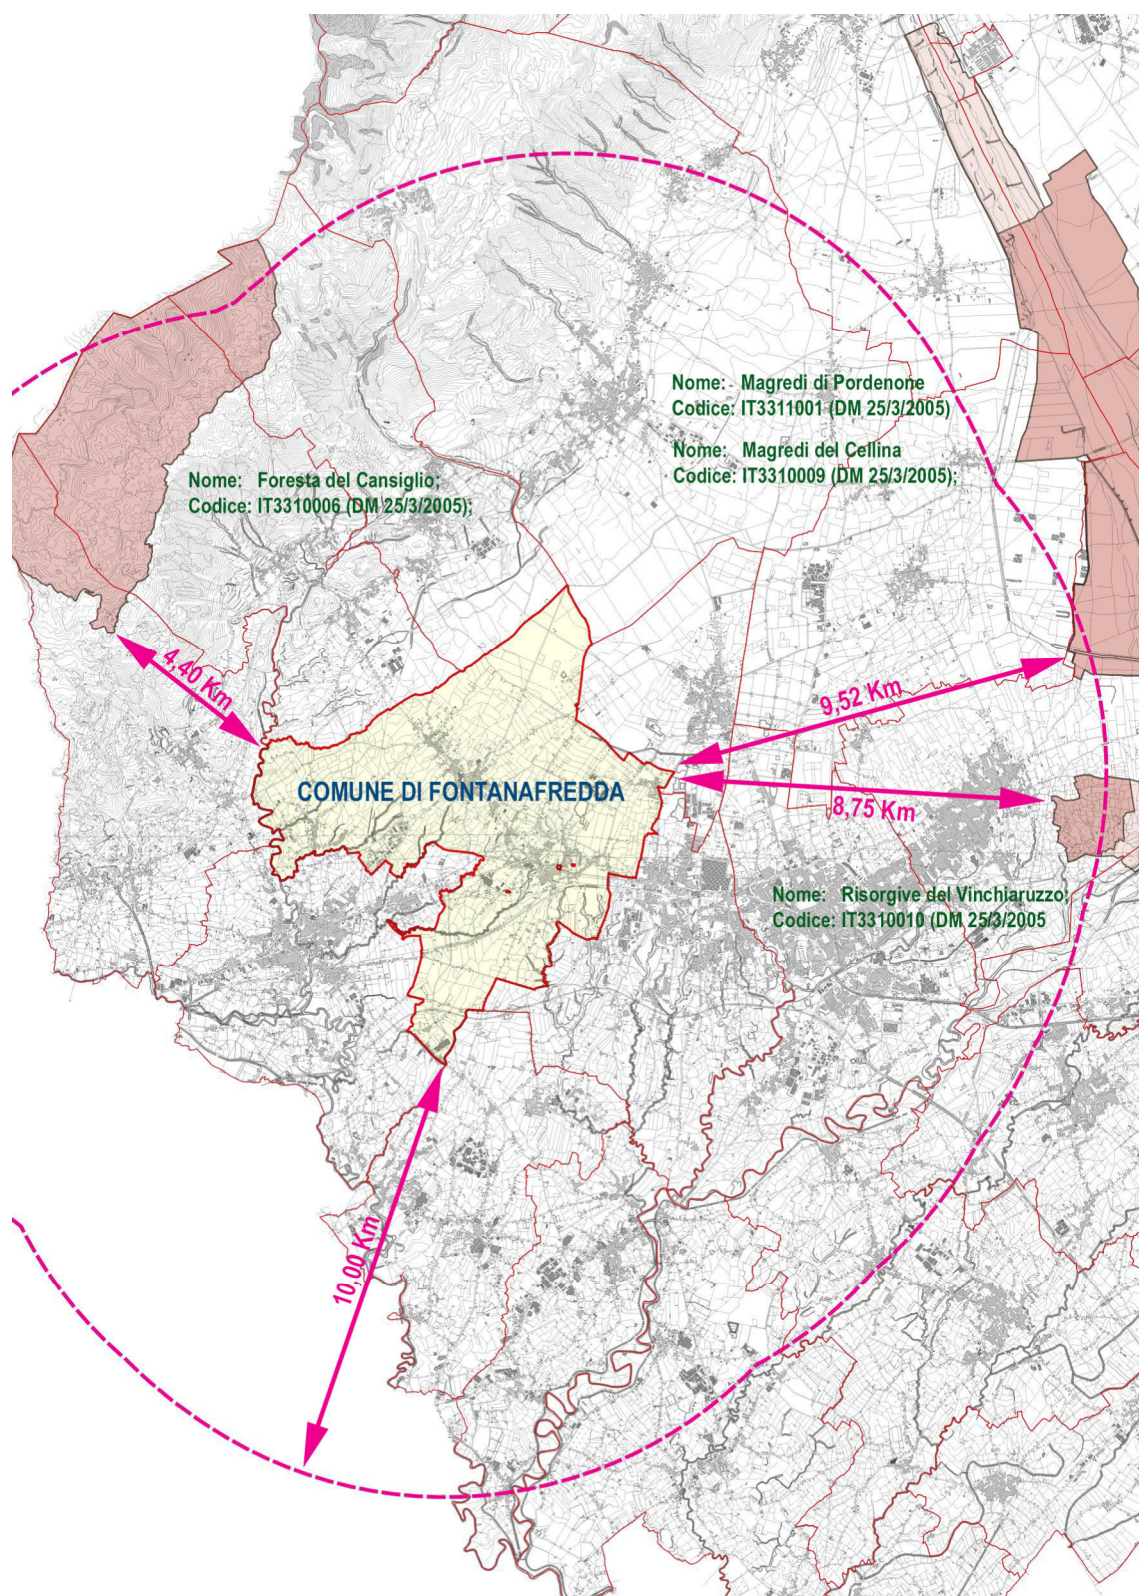 Nome: Magredi di Pordenone
Codice: IT3311001 (DM 25/3/2005)
Nome: Magredi del Cellina
Codice: IT3310009 (DM 25/3/2005);
Nome: Foresta del Cansiglio;
Codice: IT3310006 (DM 25/3/2005);
4,40 Km
9,52 Km
COMUNE DI FONTANAFREDDA
8,75 Km
Nome: Risorgive del Vinchiaruzzo;
Codice: IT3310010 (DM 25/3/2005
10,00 Km